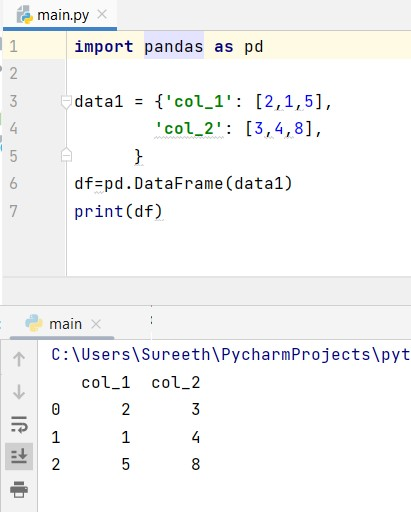 main.py
1 import pandas as pd
2
3 data1 = {'col_1': [2,1,5],
4 'col_2': [3,4,8],
5 }
6 df=pd.DataFrame(data1)
7 print(df)
main
C:\Users\Sureeth\PycharmProjects\pyt
col_1 col_2
0 2 3
1 1 4
2 5 8